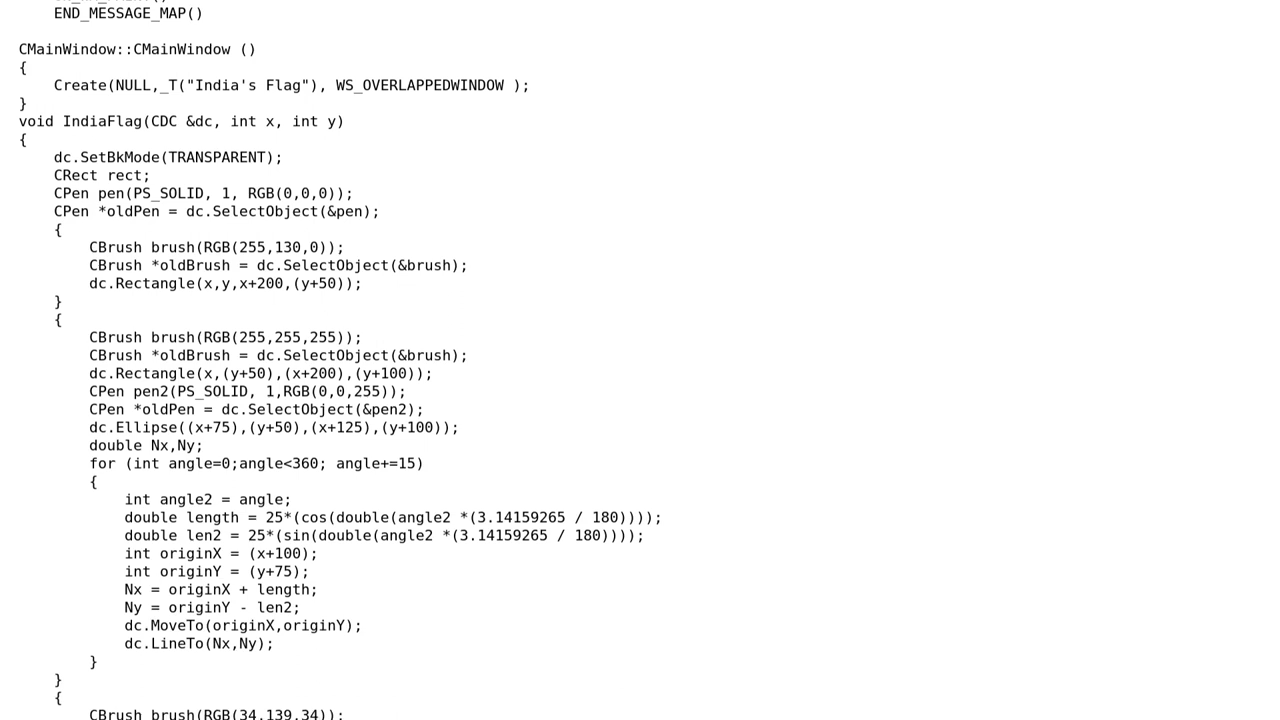 END_MESSAGE_MAP()
CMainWindow::CMainWindow ()
{
    Create(NULL,_T("India's Flag"), WS_OVERLAPPEDWINDOW );
}
void IndiaFlag(CDC &dc, int x, int y)
{
    dc.SetBkMode(TRANSPARENT);
    CRect rect;
    CPen pen(PS_SOLID, 1, RGB(0,0,0));
    CPen *oldPen = dc.SelectObject(&pen);
    {
        CBrush brush(RGB(255,130,0));
        CBrush *oldBrush = dc.SelectObject(&brush);
        dc.Rectangle(x,y,x+200,(y+50));
    }
    {
        CBrush brush(RGB(255,255,255));
        CBrush *oldBrush = dc.SelectObject(&brush);
        dc.Rectangle(x,(y+50),(x+200),(y+100));
        CPen pen2(PS_SOLID, 1,RGB(0,0,255));
        CPen *oldPen = dc.SelectObject(&pen2);
        dc.Ellipse((x+75),(y+50),(x+125),(y+100));
        double Nx,Ny;
        for (int angle=0;angle<360; angle+=15)
        {
            int angle2 = angle;
            double length = 25*(cos(double(angle2 *(3.14159265 / 180))));
            double len2 = 25*(sin(double(angle2 *(3.14159265 / 180))));
            int originX = (x+100);
            int originY = (y+75);
            Nx = originX + length;
            Ny = originY - len2;
            dc.MoveTo(originX,originY);
            dc.LineTo(Nx,Ny);
        }
    }
    {
        CBrush brush(RGB(34,139,34));